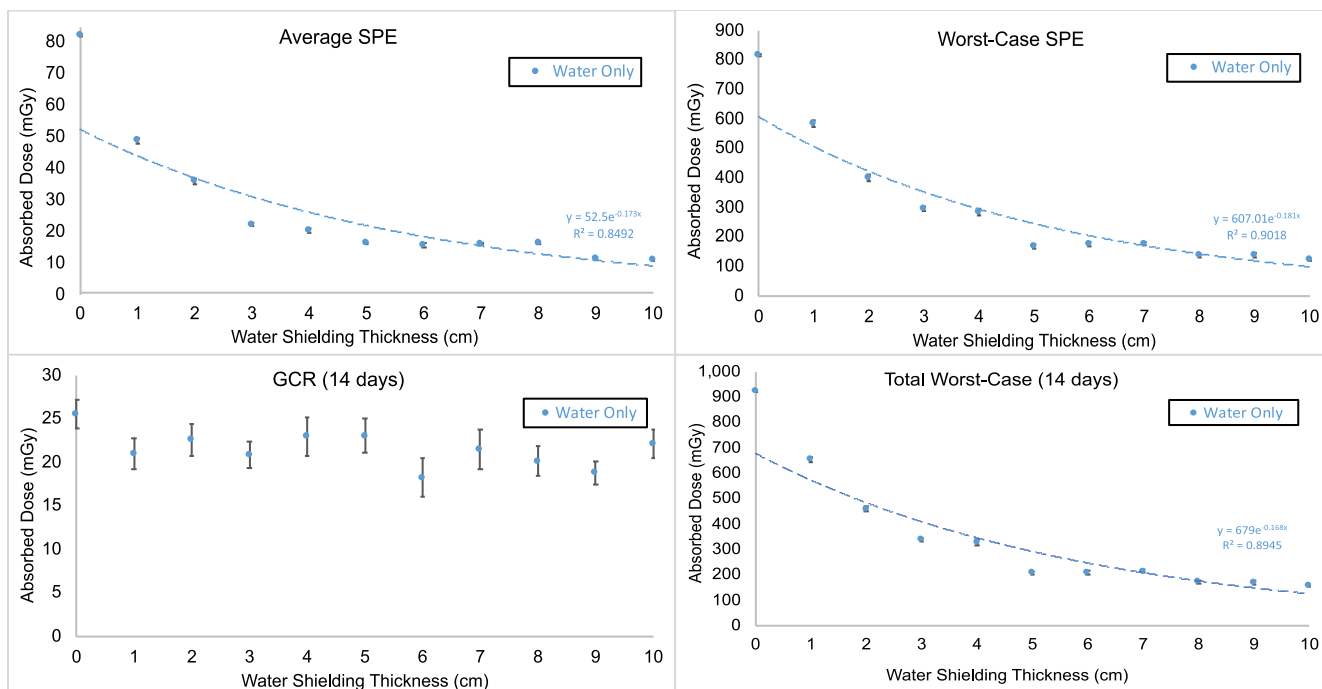 Average SPE
Water Only
Absorbed Dose (mGy)
80
70
60
50
40
30
20
10
0
y = 52.5e^-0.173x
R² = 0.8492
0 1 2 3 4 5 6 7 8 9 10
Water Shielding Thickness (cm)
Worst-Case SPE
Water Only
Absorbed Dose (mGy)
900
800
700
600
500
400
300
200
100
0
y = 607.01e^-0.181x
R² = 0.9018
0 1 2 3 4 5 6 7 8 9 10
Water Shielding Thickness (cm)
GCR (14 days)
Water Only
Absorbed Dose (mGy)
30
25
20
15
10
5
0
0 1 2 3 4 5 6 7 8 9 10
Water Shielding Thickness (cm)
Total Worst-Case (14 days)
Water Only
Absorbed Dose (mGy)
1,000
900
800
700
600
500
400
300
200
100
0
y = 679e^-0.168x
R² = 0.8945
0 1 2 3 4 5 6 7 8 9 10
Water Shielding Thickness (cm)